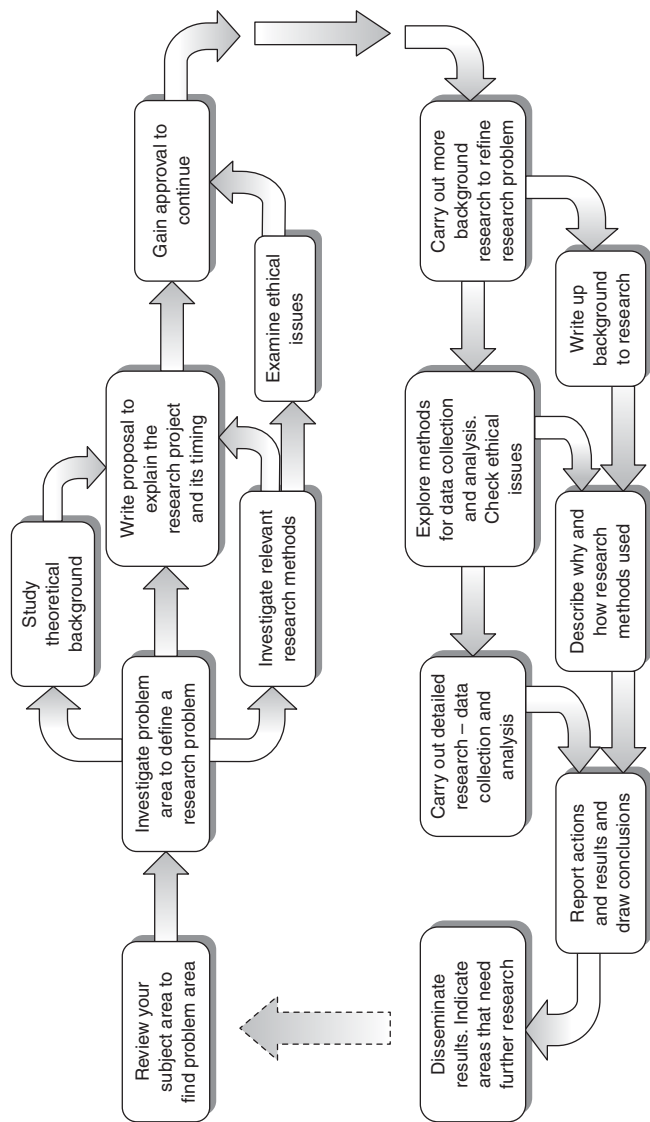 Review your
subject area to
find problem area
Investigate problem
area to define a
research problem
Study
theoretical
background
Investigate relevant
research methods
Write proposal to
explain the
research project
and its timing
Examine ethical
issues
Gain approval to
continue
Carry out more
background
research to refine
research problem
Write up
background
to research
Explore methods
for data collection
and analysis.
Check ethical
issues
Describe why and
how research
methods used
Carry out detailed
research – data
collection and
analysis
Report actions
and results and
draw conclusions
Disseminate
results. Indicate
areas that need
further research